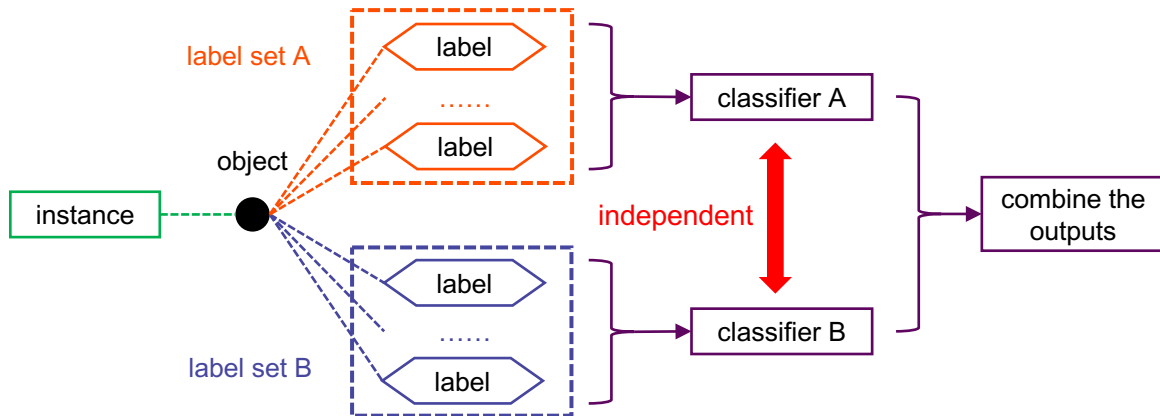 label set A
label
......
label
object
instance
label
......
label
label set B
classifier A
independent
classifier B
combine the
outputs